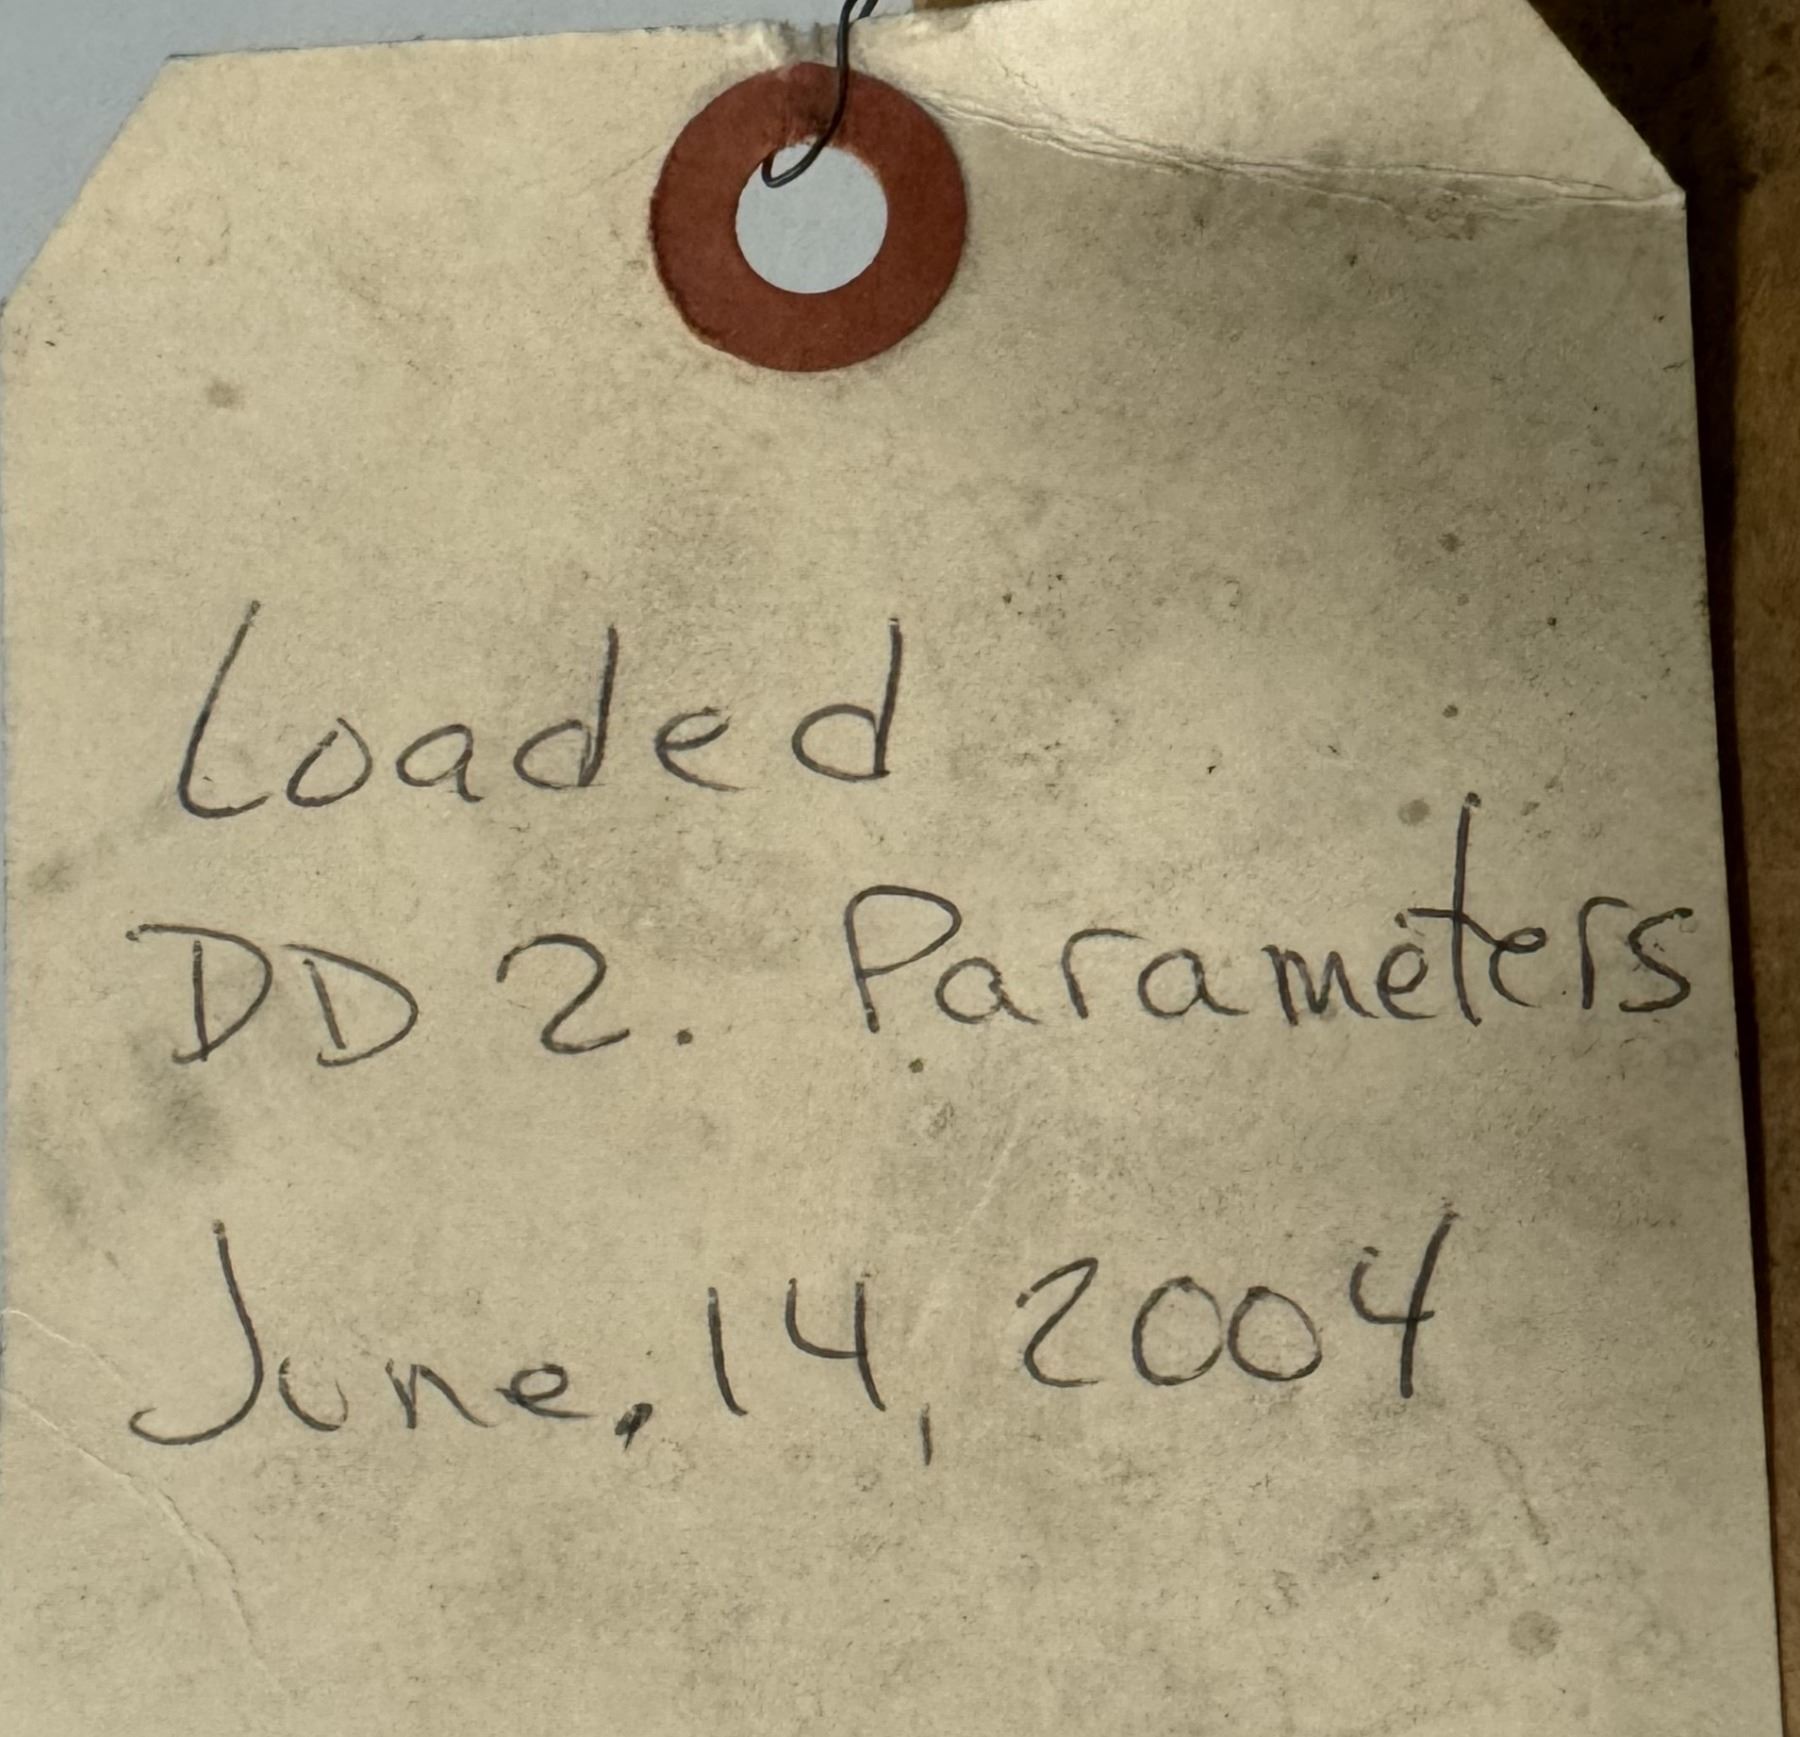 Loaded
DD 2. Parameters
June, 14, 2004